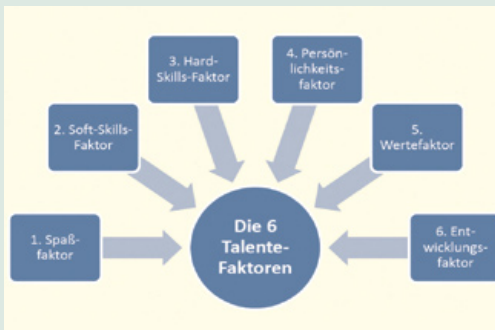 1. Spaß-
faktor
2. Soft-Skills-
Faktor
3. Hard-
Skills-Faktor
4. Persön-
lichkeits-
faktor
5.
Wertefaktor
6. Ent-
wicklungs-
faktor
Die 6
Talente-
Faktoren